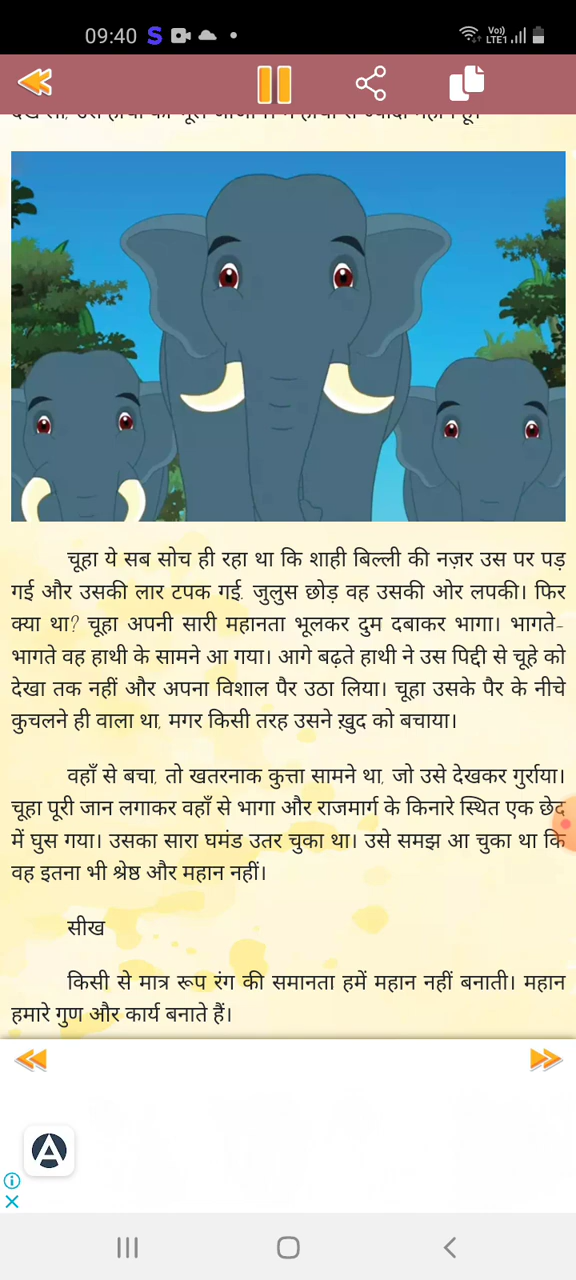 09:40
Vo))
LTE1
चूहा ये सब सोच ही रहा था कि शाही बिल्ली की नज़र उस पर पड़
गई और उसकी लार टपक गई. जुलुस छोड़ वह उसकी ओर लपकी। फिर
क्या था? चूहा अपनी सारी महानता भूलकर दुम दबाकर भागा। भागते-
भागते वह हाथी के सामने आ गया। आगे बढ़ते हाथी ने उस पिद्दी से चूहे को
देखा तक नहीं और अपना विशाल पैर उठा लिया। चूहा उसके पैर के नीचे
कुचलने ही वाला था, मगर किसी तरह उसने ख़ुद को बचाया।
वहाँ से बचा, तो खतरनाक कुत्ता सामने था, जो उसे देखकर गुर्राया।
चूहा पूरी जान लगाकर वहाँ से भागा और राजमार्ग के किनारे स्थित एक छेद
में घुस गया। उसका सारा घमंड उतर चुका था। उसे समझ आ चुका था कि
वह इतना भी श्रेष्ठ और महान नहीं।
सीख
किसी से मात्र रूप रंग की समानता हमें महान नहीं बनाती। महान
हमारे गुण और कार्य बनाते हैं।